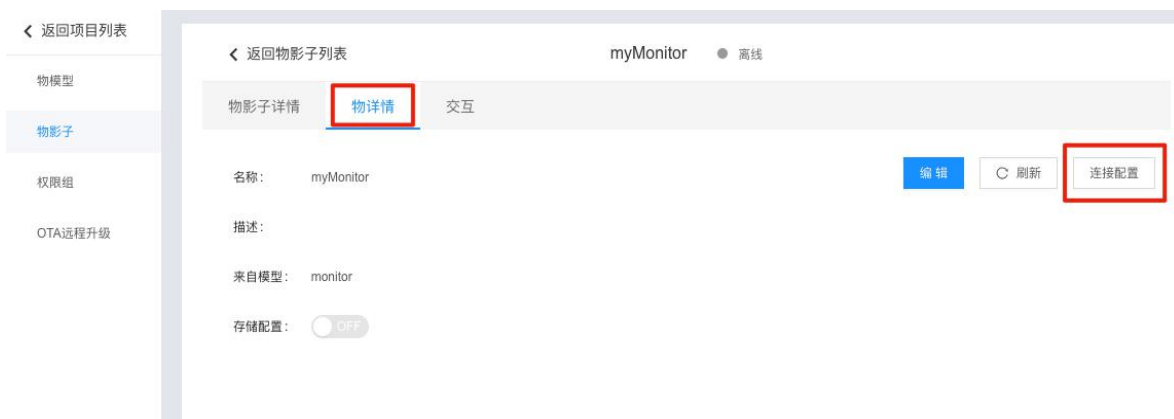 返回项目列表
物模型
物影子
权限组
OTA远程升级
返回物影子列表
myMonitor 离线
物影子详情 物详情 交互
名称： myMonitor 编辑 刷新 连接配置
描述：
来自模型： monitor
存储配置： OFF